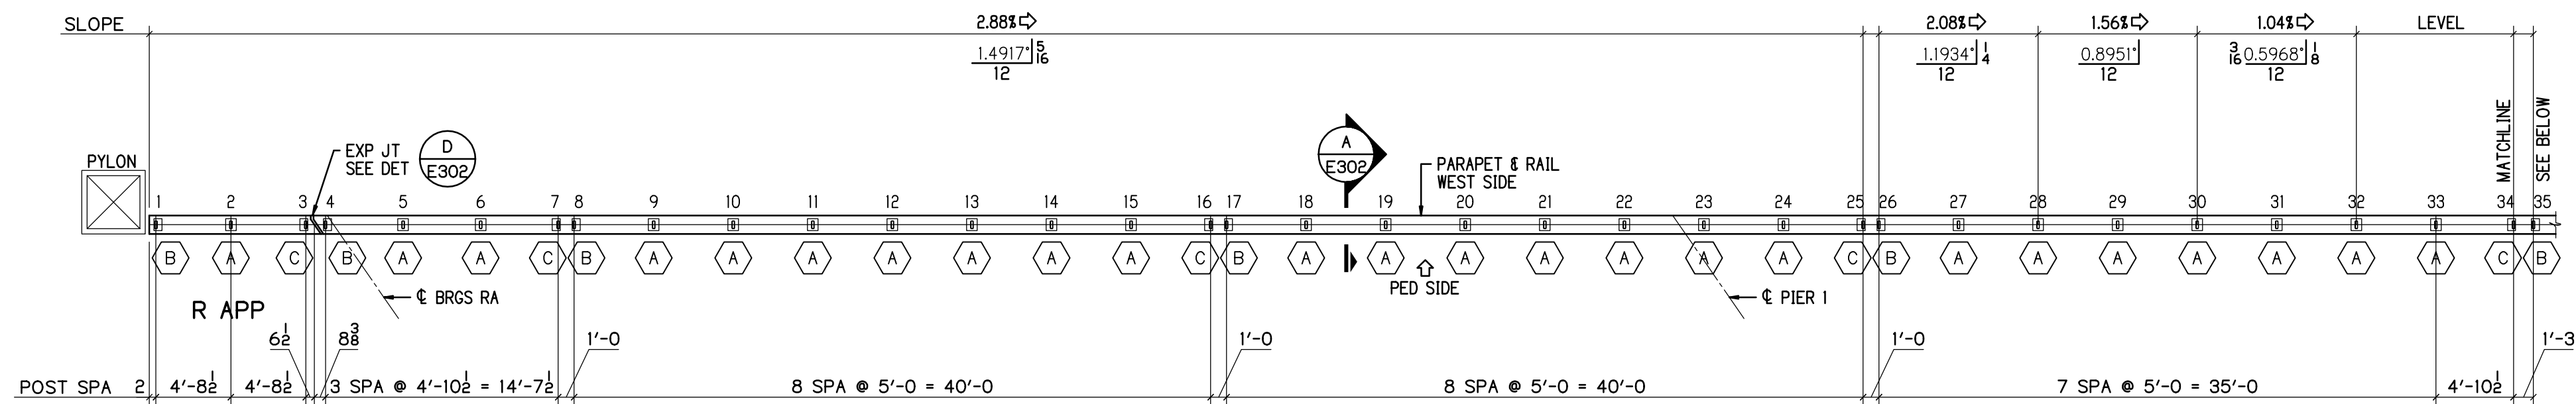 SLOPE 2.88% 2.08% 1.56% 1.04% LEVEL
1.4917° 5/16 1.1934° 1/4 0.8951° 3/16 0.5968° 1/8
12 12 12 12
MATCHLINE
SEE BELOW
PYLON
EXP JT
SEE DET
D
E302
A
E302
PARAPET & RAIL
WEST SIDE
1 2 3 4 5 6 7 8 9 10 11 12 13 14 15 16 17 18 19 20 21 22 23 24 25 26 27 28 29 30 31 32 33 34 35
B A C B A A C B A A A A A A A C B A A A A A A A C B A A A A A A A C B
R APP
℄ BRGS RA
PED SIDE
℄ PIER 1
6 1/2 8 3/8 1'-0 1'-0 1'-0 1'-3
POST SPA 2 4'-8 1/2 4'-8 1/2 3 SPA @ 4'-10 1/2 = 14'-7 1/2 8 SPA @ 5'-0 = 40'-0 8 SPA @ 5'-0 = 40'-0 7 SPA @ 5'-0 = 35'-0 4'-10 1/2